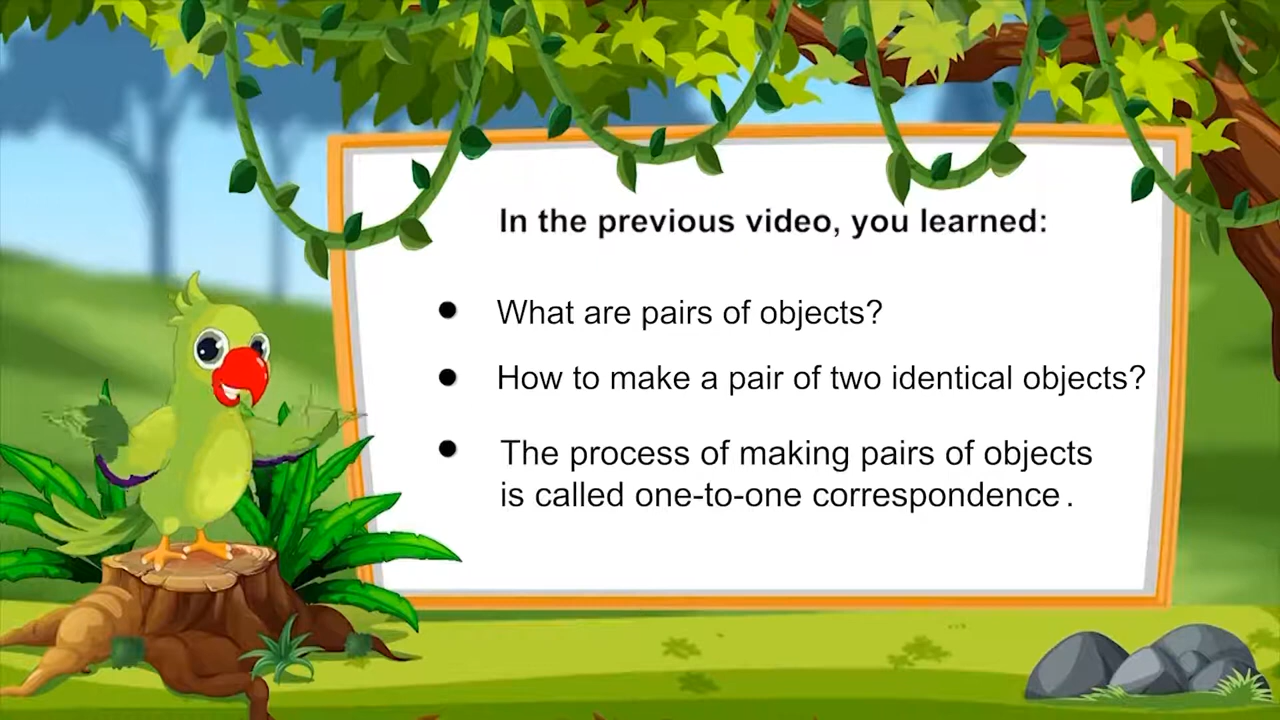 In the previous video, you learned:
● What are pairs of objects?
● How to make a pair of two identical objects?
● The process of making pairs of objects
is called one-to-one correspondence .